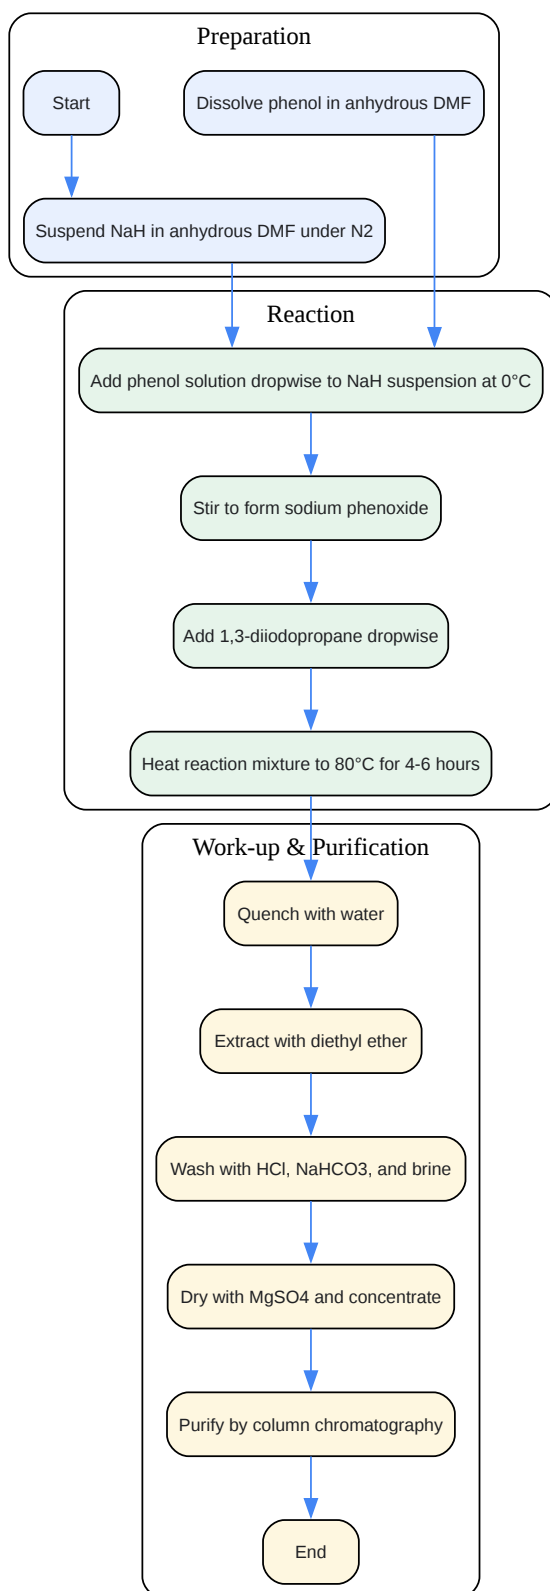 Preparation
Start
Dissolve phenol in anhydrous DMF
Suspend NaH in anhydrous DMF under N2
Reaction
Add phenol solution dropwise to NaH suspension at 0°C
Stir to form sodium phenoxide
Add 1,3-diiodopropane dropwise
Heat reaction mixture to 80°C for 4-6 hours
Work-up & Purification
Quench with water
Extract with diethyl ether
Wash with HCl, NaHCO3, and brine
Dry with MgSO4 and concentrate
Purify by column chromatography
End